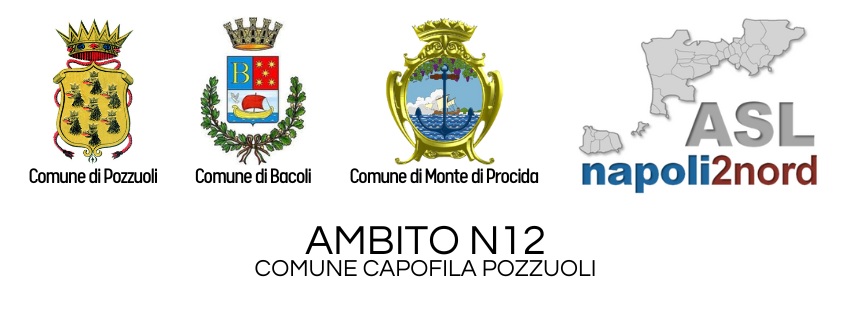 B
Comune di Pozzuoli
Comune di Bacoli
Comune di Monte di Procida
ASL
napoli2nord
AMBITO N12
COMUNE CAPOFILA POZZUOLI